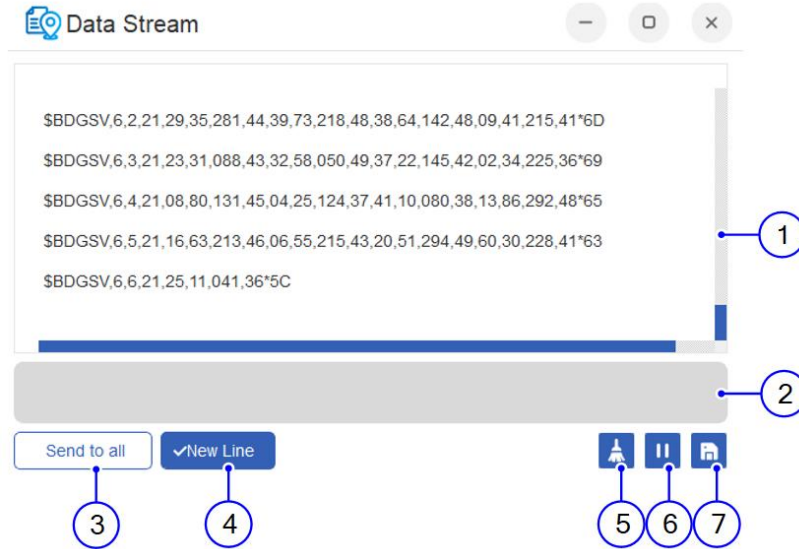 Data Stream
$BDGSV,6,2,21,29,35,281,44,39,73,218,48,38,64,142,48,09,41,215,41*6D
$BDGSV,6,3,21,23,31,088,43,32,58,050,49,37,22,145,42,02,34,225,36*69
$BDGSV,6,4,21,08,80,131,45,04,25,124,37,41,10,080,38,13,86,292,48*65
$BDGSV,6,5,21,16,63,213,46,06,55,215,43,20,51,294,49,60,30,228,41*63
$BDGSV,6,6,21,25,11,041,36*5C
1
2
Send to all
New Line
3
4
5
6
7